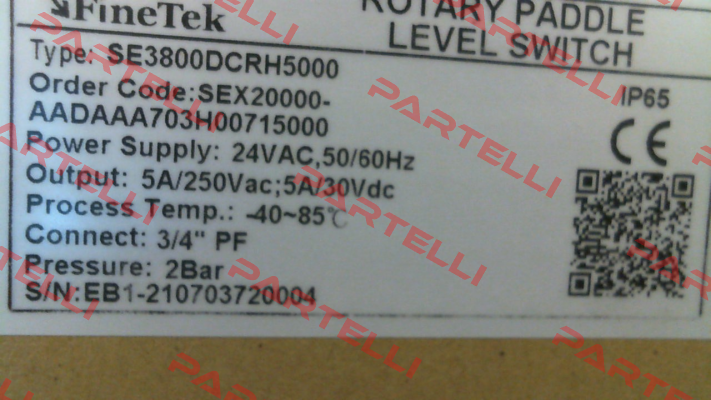 FineTek
ROTARY PADDLE
LEVEL SWITCH
Type: SE3800DCRH5000
Order Code:SEX20000-
AADAAA703H00715000
Power Supply: 24VAC,50/60Hz
Output: 5A/250Vac;5A/30Vdc
Process Temp.: -40~85℃
Connect: 3/4" PF
Pressure: 2Bar
S/N:EB1-210703720004
IP65
CE
PARTELLI
PARTELLI
PARTELLI
PARTELLI
PARTELLI
PARTELLI